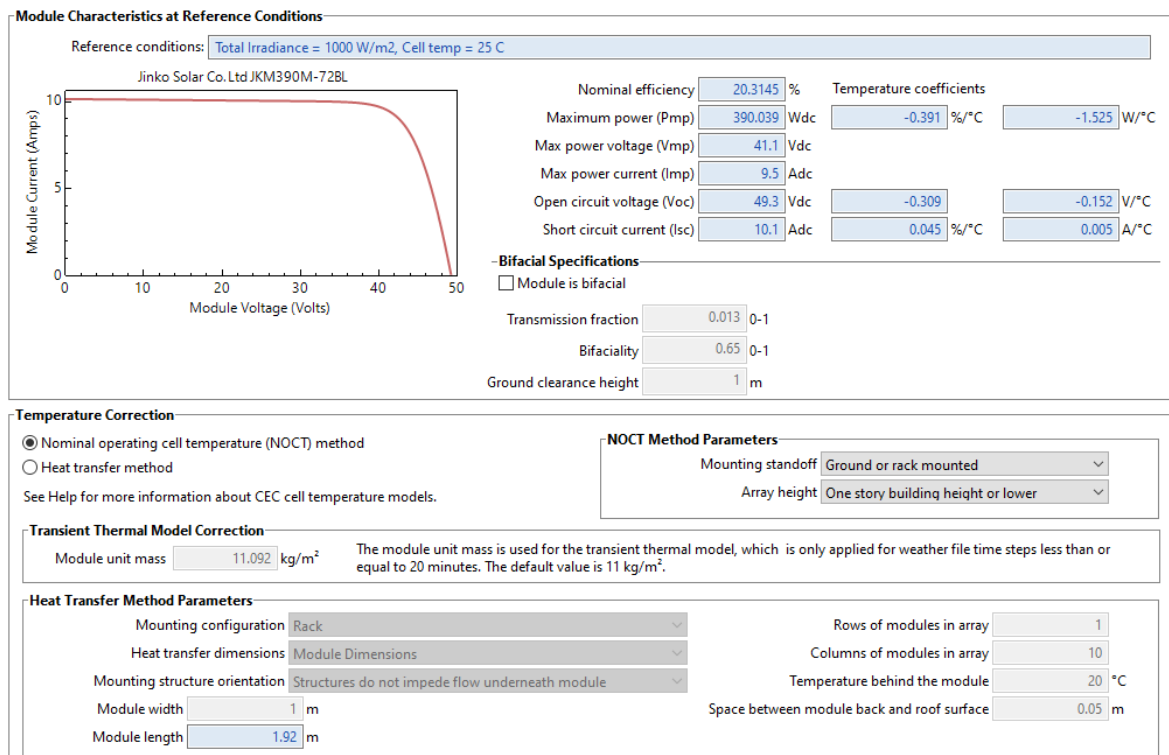 Module Characteristics at Reference Conditions
Reference conditions: Total Irradiance = 1000 W/m2, Cell temp = 25 C
Jinko Solar Co. Ltd JKM390M-72BL
Module Current (Amps)
10
5
0
0 10 20 30 40 50
Module Voltage (Volts)
Nominal efficiency 20.3145 % Temperature coefficients
Maximum power (Pmp) 390.039 Wdc -0.391 %/°C -1.525 W/°C
Max power voltage (Vmp) 41.1 Vdc
Max power current (Imp) 9.5 Adc
Open circuit voltage (Voc) 49.3 Vdc -0.309 -0.152 V/°C
Short circuit current (Isc) 10.1 Adc 0.045 %/°C 0.005 A/°C
Bifacial Specifications
Module is bifacial
Transmission fraction 0.013 0-1
Bifaciality 0.65 0-1
Ground clearance height 1 m
Temperature Correction
Nominal operating cell temperature (NOCT) method
Heat transfer method
See Help for more information about CEC cell temperature models.
NOCT Method Parameters
Mounting standoff Ground or rack mounted
Array height One story building height or lower
Transient Thermal Model Correction
Module unit mass 11.092 kg/m²
The module unit mass is used for the transient thermal model, which is only applied for weather file time steps less than or
equal to 20 minutes. The default value is 11 kg/m².
Heat Transfer Method Parameters
Mounting configuration Rack
Heat transfer dimensions Module Dimensions
Mounting structure orientation Structures do not impede flow underneath module
Module width 1 m
Module length 1.92 m
Rows of modules in array 1
Columns of modules in array 10
Temperature behind the module 20 °C
Space between module back and roof surface 0.05 m